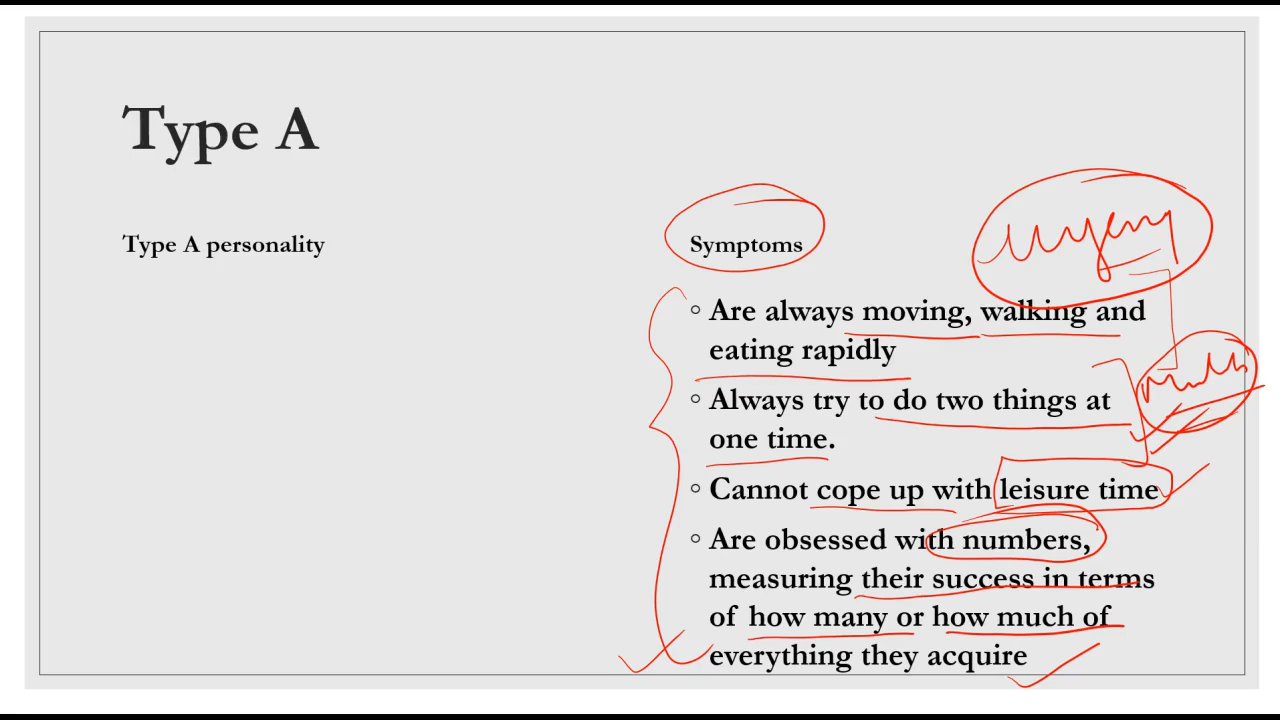 Type A
Type A personality
Symptoms
urgency
◦ Are always moving, walking and
eating rapidly
◦ Always try to do two things at
one time.
◦ Cannot cope up with leisure time
◦ Are obsessed with numbers,
measuring their success in terms
of how many or how much of
everything they acquire